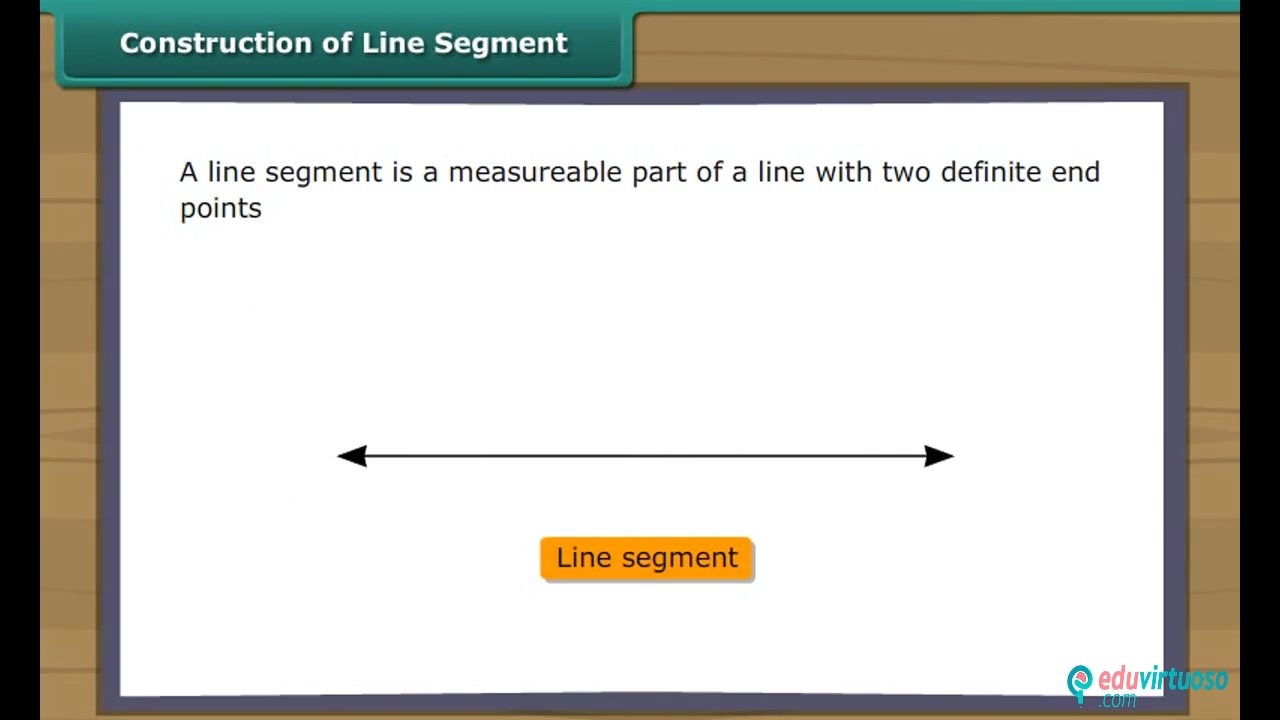 Construction of Line Segment
A line segment is a measureable part of a line with two definite end
points
Line segment
eduvirtuoso
.com